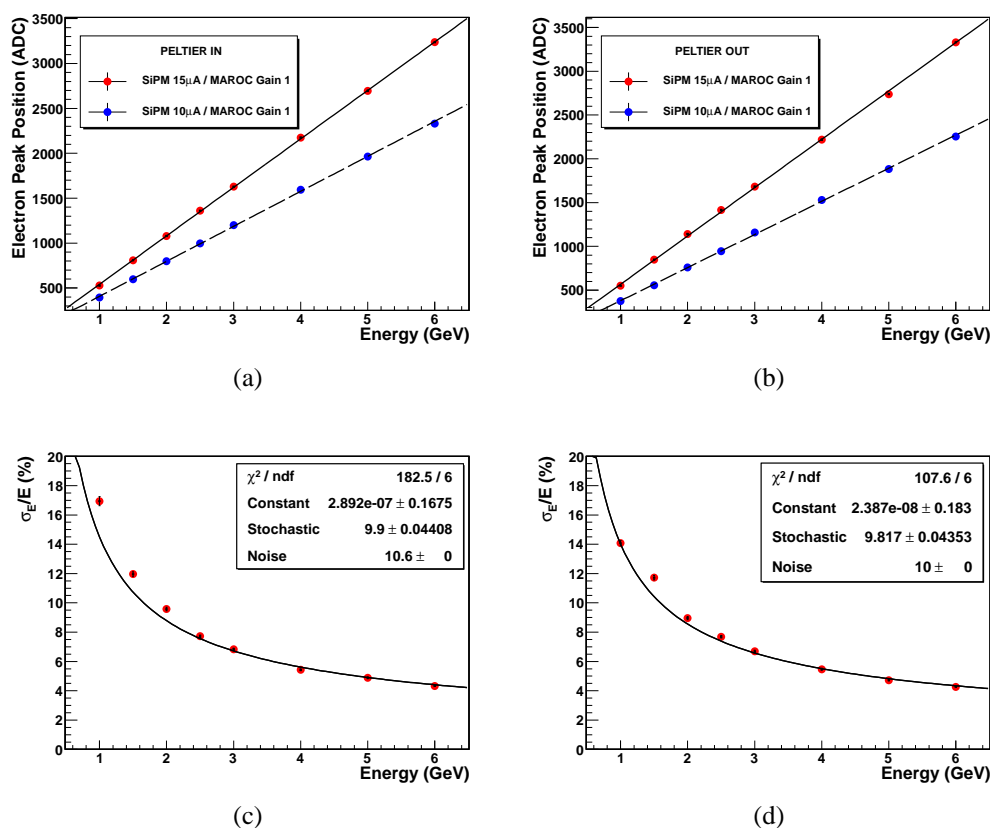 Electron Peak Position (ADC)
3500
3000
2500
2000
1500
1000
500
PELTIER IN
SiPM 15μA / MAROC Gain 1
SiPM 10μA / MAROC Gain 1
1 2 3 4 5 6
Energy (GeV)
(a)
Electron Peak Position (ADC)
3500
3000
2500
2000
1500
1000
500
PELTIER OUT
SiPM 15μA / MAROC Gain 1
SiPM 10μA / MAROC Gain 1
1 2 3 4 5 6
Energy (GeV)
(b)
σE/E (%)
20
18
16
14
12
10
8
6
4
2
0
χ² / ndf 182.5 / 6
Constant 2.892e-07 ± 0.1675
Stochastic 9.9 ± 0.04408
Noise 10.6 ± 0
1 2 3 4 5 6
Energy (GeV)
(c)
σE/E (%)
20
18
16
14
12
10
8
6
4
2
0
χ² / ndf 107.6 / 6
Constant 2.387e-08 ± 0.183
Stochastic 9.817 ± 0.04353
Noise 10 ± 0
1 2 3 4 5 6
Energy (GeV)
(d)